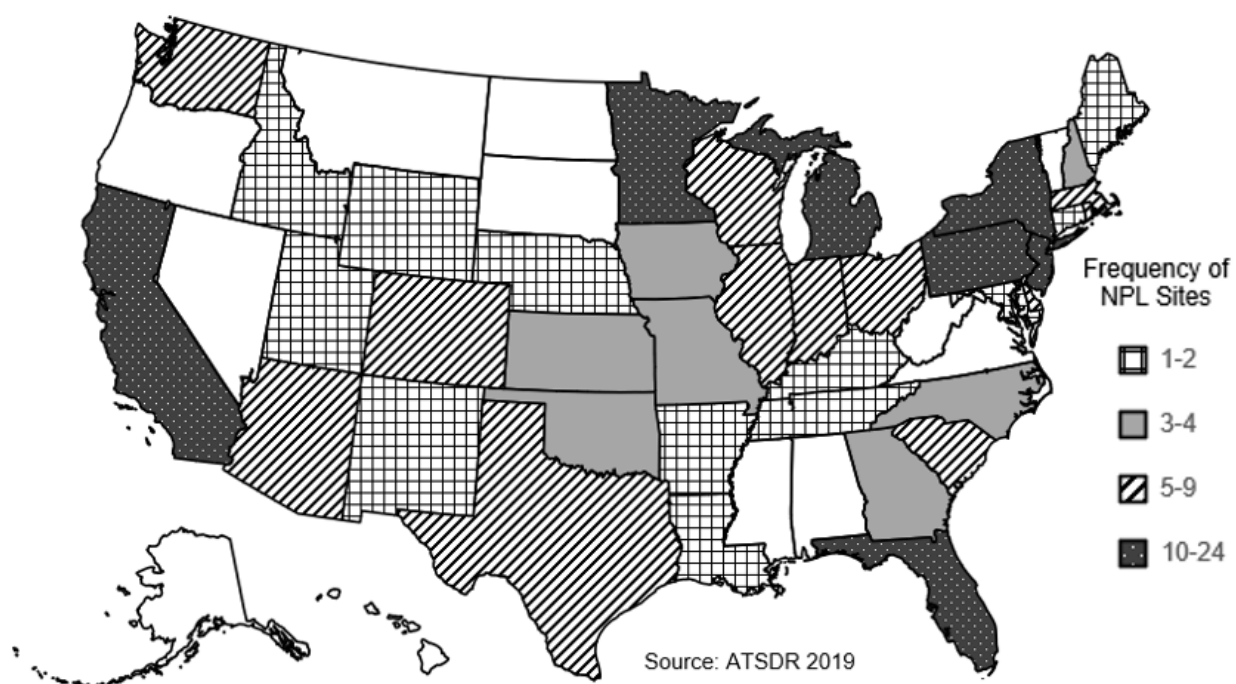 Frequency of
NPL Sites
1-2
3-4
5-9
10-24
Source: ATSDR 2019